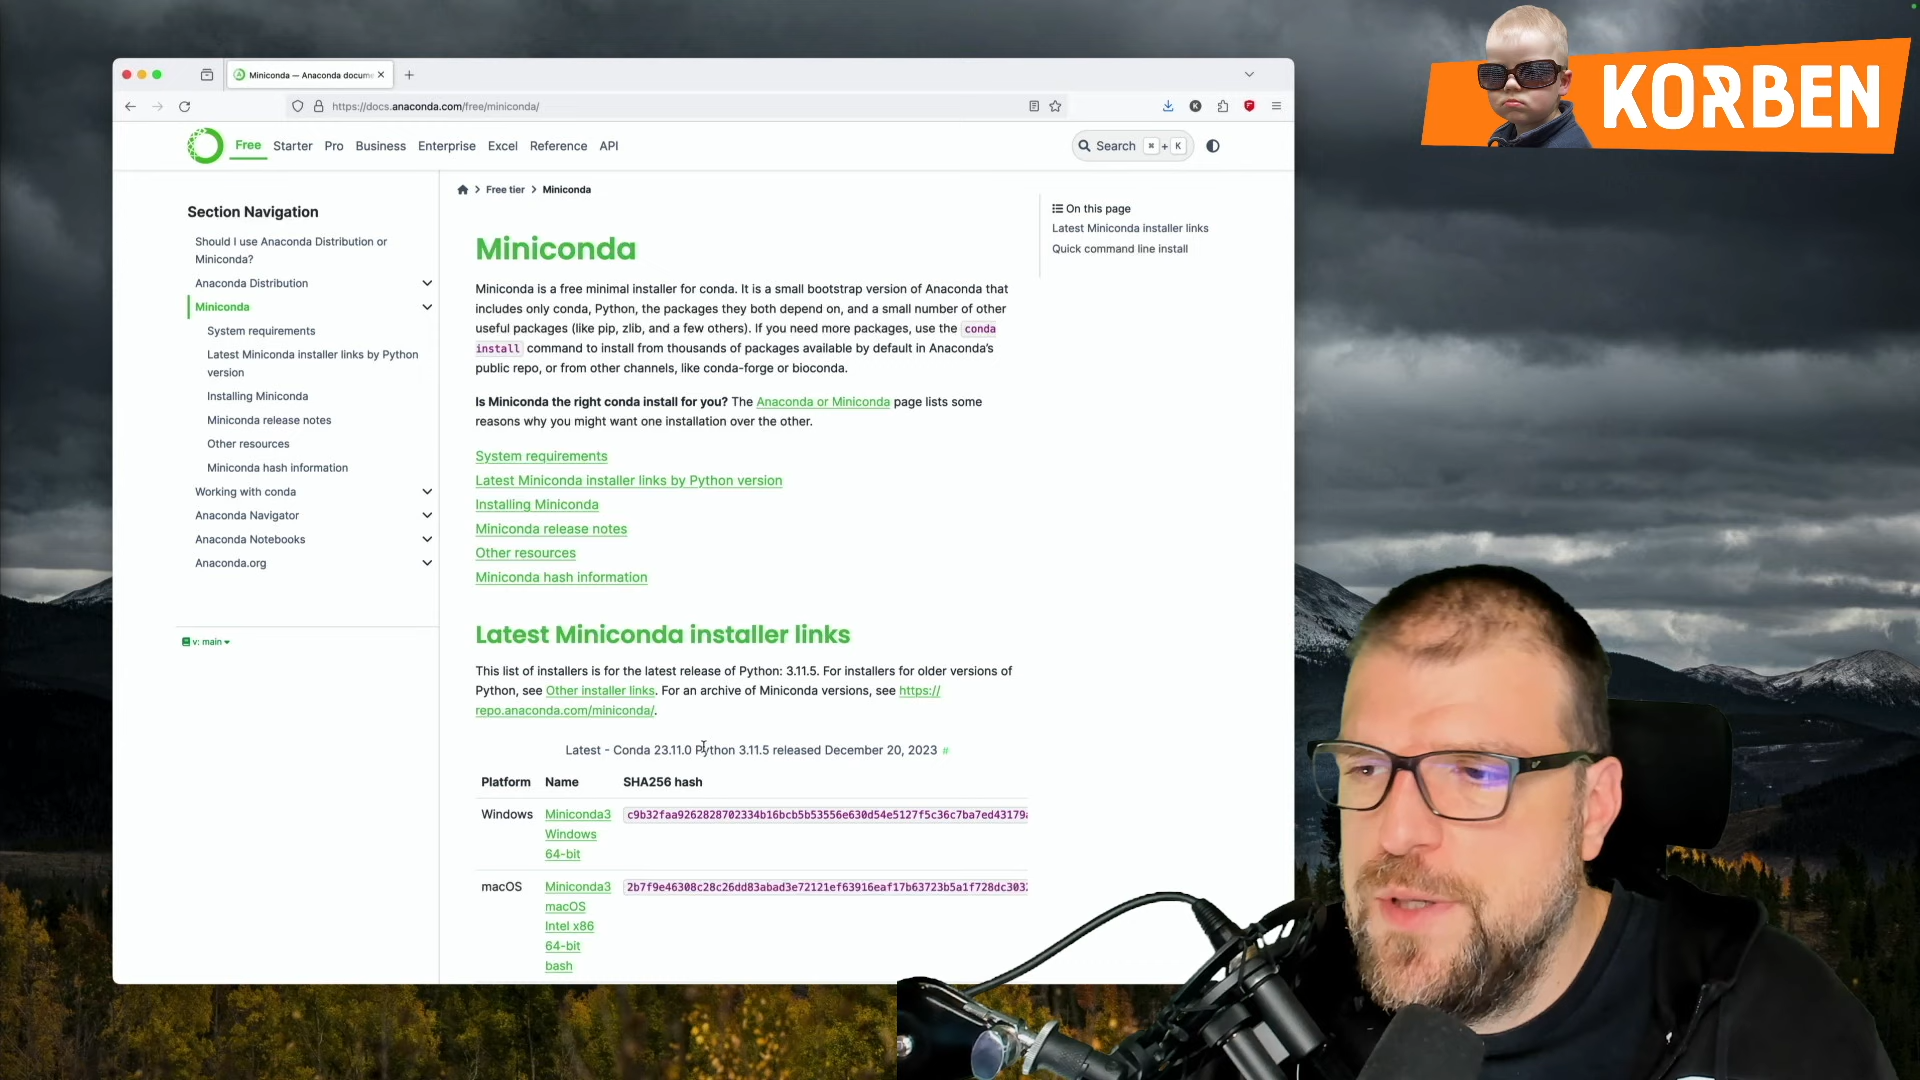 KORBEN
Miniconda — Anaconda docume
https://docs.anaconda.com/free/miniconda/
Free Starter Pro Business Enterprise Excel Reference API
Search ⌘ + K
Free tier > Miniconda
Section Navigation
Should I use Anaconda Distribution or
Miniconda?
Anaconda Distribution
Miniconda
System requirements
Latest Miniconda installer links by Python
version
Installing Miniconda
Miniconda release notes
Other resources
Miniconda hash information
Working with conda
Anaconda Navigator
Anaconda Notebooks
Anaconda.org
v: main
Miniconda
Miniconda is a free minimal installer for conda. It is a small bootstrap version of Anaconda that
includes only conda, Python, the packages they both depend on, and a small number of other
useful packages (like pip, zlib, and a few others). If you need more packages, use the conda
install command to install from thousands of packages available by default in Anaconda's
public repo, or from other channels, like conda-forge or bioconda.
Is Miniconda the right conda install for you? The Anaconda or Miniconda page lists some
reasons why you might want one installation over the other.
System requirements
Latest Miniconda installer links by Python version
Installing Miniconda
Miniconda release notes
Other resources
Miniconda hash information
Latest Miniconda installer links
This list of installers is for the latest release of Python: 3.11.5. For installers for older versions of
Python, see Other installer links. For an archive of Miniconda versions, see https://
repo.anaconda.com/miniconda/.
Latest - Conda 23.11.0 Python 3.11.5 released December 20, 2023 #
Platform Name SHA256 hash
Windows Miniconda3 c9b32faa9262828702334b16bcb5b53556e630d54e5127f5c36c7ba7ed43179a
Windows
64-bit
macOS Miniconda3 2b7f9e46308c28c26dd83abad3e72121ef63916eaf17b63723b5a1f728dc3032
macOS
Intel x86
64-bit
bash
On this page
Latest Miniconda installer links
Quick command line install